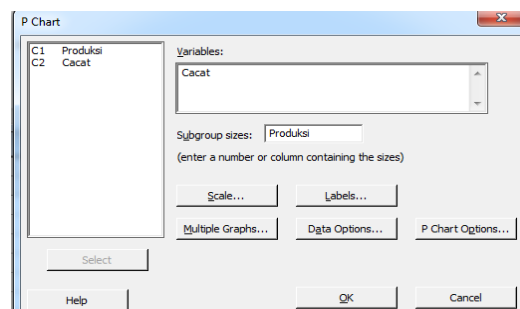 P Chart
C1 Produksi
C2 Cacat
Variables:
Cacat
Subgroup sizes: Produksi
(enter a number or column containing the sizes)
Scale... Labels...
Multiple Graphs... Data Options... P Chart Options...
Select
Help OK Cancel